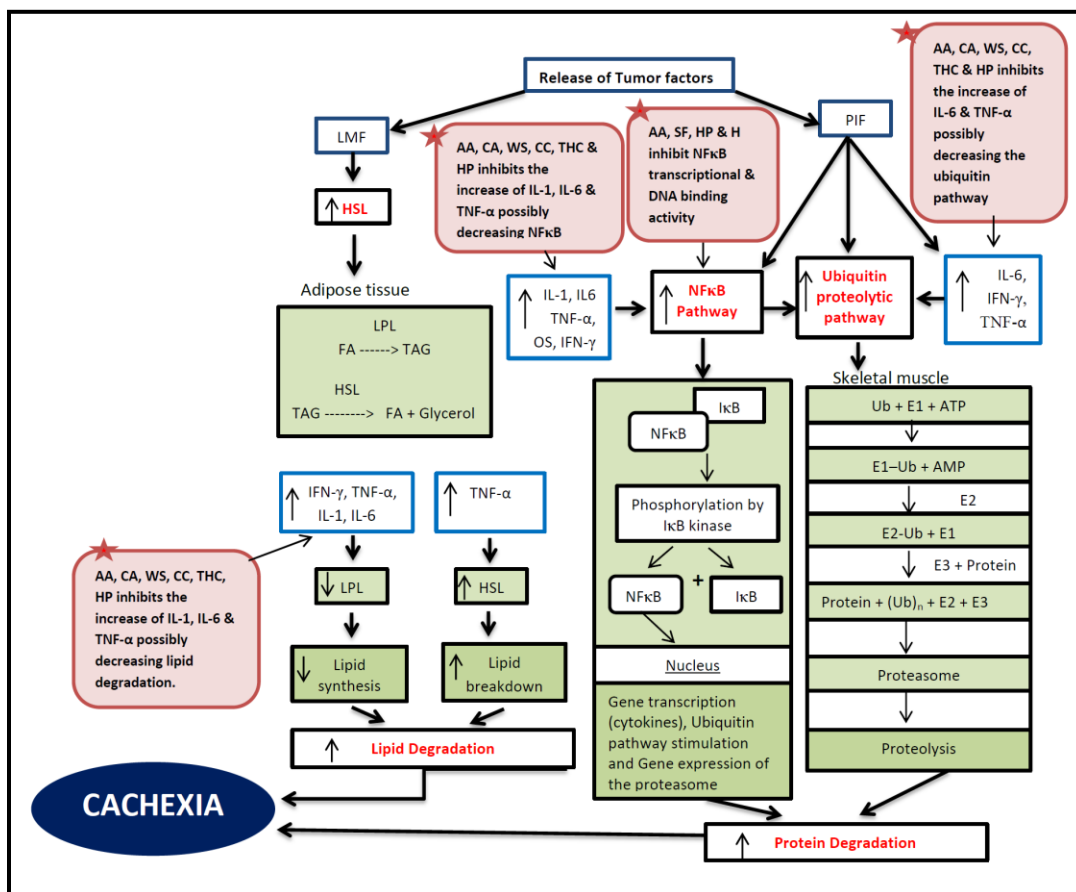 Release of Tumor factors
LMF
PIF
↑ HSL
AA, CA, WS, CC, THC &
HP inhibits the
increase of IL-1, IL-6 &
TNF-α possibly
decreasing NFκB
AA, SF, HP & H
inhibit NFκB
transcriptional &
DNA binding
activity
AA, CA, WS, CC,
THC & HP inhibits
the increase of
IL-6 & TNF-α
possibly
decreasing the
ubiquitin
pathway
Adipose tissue
LPL
FA ------> TAG
HSL
TAG --------> FA + Glycerol
↑ IL-1, IL6
TNF-α,
OS, IFN-γ
↑ NFκB
Pathway
↑ Ubiquitin
proteolytic
pathway
↑ IL-6,
IFN-γ,
TNF-α
IκB
NFκB
Phosphorylation by
IκB kinase
NFκB + IκB
Nucleus
Gene transcription
(cytokines), Ubiquitin
pathway stimulation
and Gene expression of
the proteasome
Skeletal muscle
Ub + E1 + ATP
E1–Ub + AMP
E2
E2-Ub + E1
E3 + Protein
Protein + (Ub)n + E2 + E3
Proteasome
Proteolysis
↑ IFN-γ, TNF-α,
IL-1, IL-6
↑ TNF-α
AA, CA, WS, CC, THC,
HP inhibits the
increase of IL-1, IL-6 &
TNF-α possibly
decreasing lipid
degradation.
↓ LPL
↑ HSL
↓ Lipid
synthesis
↑ Lipid
breakdown
↑ Lipid Degradation
CACHEXIA
↑ Protein Degradation